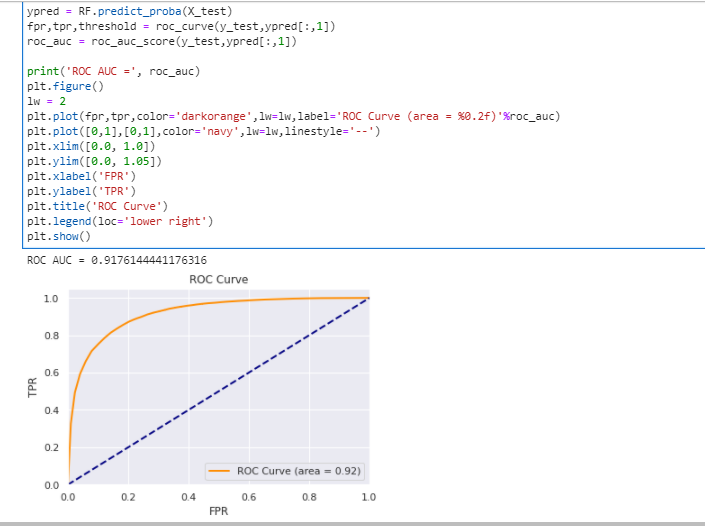 ypred = RF.predict_proba(X_test)
fpr,tpr,threshold = roc_curve(y_test,ypred[:,1])
roc_auc = roc_auc_score(y_test,ypred[:,1])
print('ROC AUC =', roc_auc)
plt.figure()
lw = 2
plt.plot(fpr,tpr,color='darkorange',lw=lw,label='ROC Curve (area = %0.2f)'%roc_auc)
plt.plot([0,1],[0,1],color='navy',lw=lw,linestyle='--')
plt.xlim([0.0, 1.0])
plt.ylim([0.0, 1.05])
plt.xlabel('FPR')
plt.ylabel('TPR')
plt.title('ROC Curve')
plt.legend(loc='lower right')
plt.show()
ROC AUC = 0.9176144441176316
ROC Curve
1.0
0.8
0.6
0.4
0.2
0.0
TPR
ROC Curve (area = 0.92)
0.0 0.2 0.4 0.6 0.8 1.0
FPR